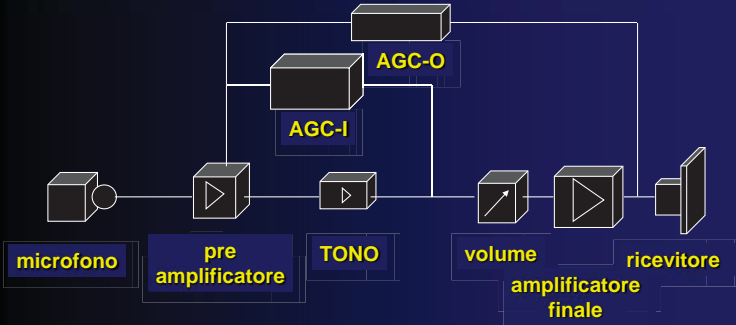 AGC-O
AGC-I
microfono
pre
amplificatore
TONO
volume
amplificatore
finale
ricevitore